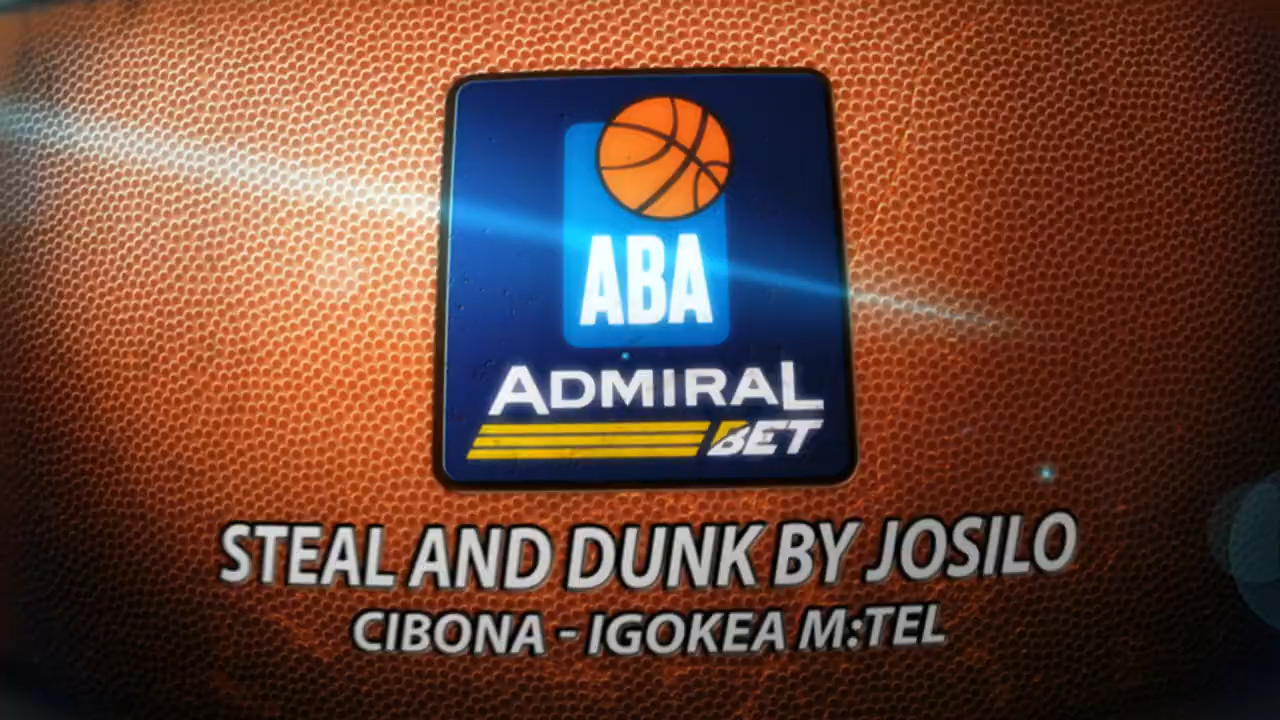 ABA
ADMIRAL
BET
STEAL AND DUNK BY JOSILO
CIBONA - IGOKEA M:TEL